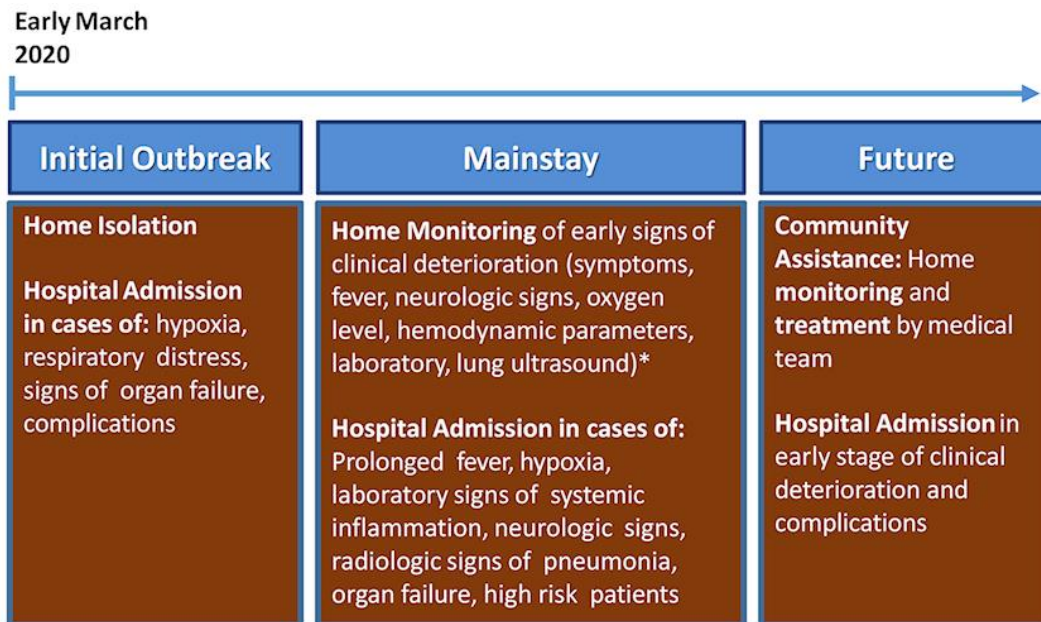 Early March
2020
Initial Outbreak
Mainstay
Future
Home Isolation
Hospital Admission
in cases of: hypoxia,
respiratory distress,
signs of organ failure,
complications
Home Monitoring of early signs of
clinical deterioration (symptoms,
fever, neurologic signs, oxygen
level, hemodynamic parameters,
laboratory, lung ultrasound)*
Hospital Admission in cases of:
Prolonged fever, hypoxia,
laboratory signs of systemic
inflammation, neurologic signs,
radiologic signs of pneumonia,
organ failure, high risk patients
Community
Assistance: Home
monitoring and
treatment by medical
team
Hospital Admission in
early stage of clinical
deterioration and
complications